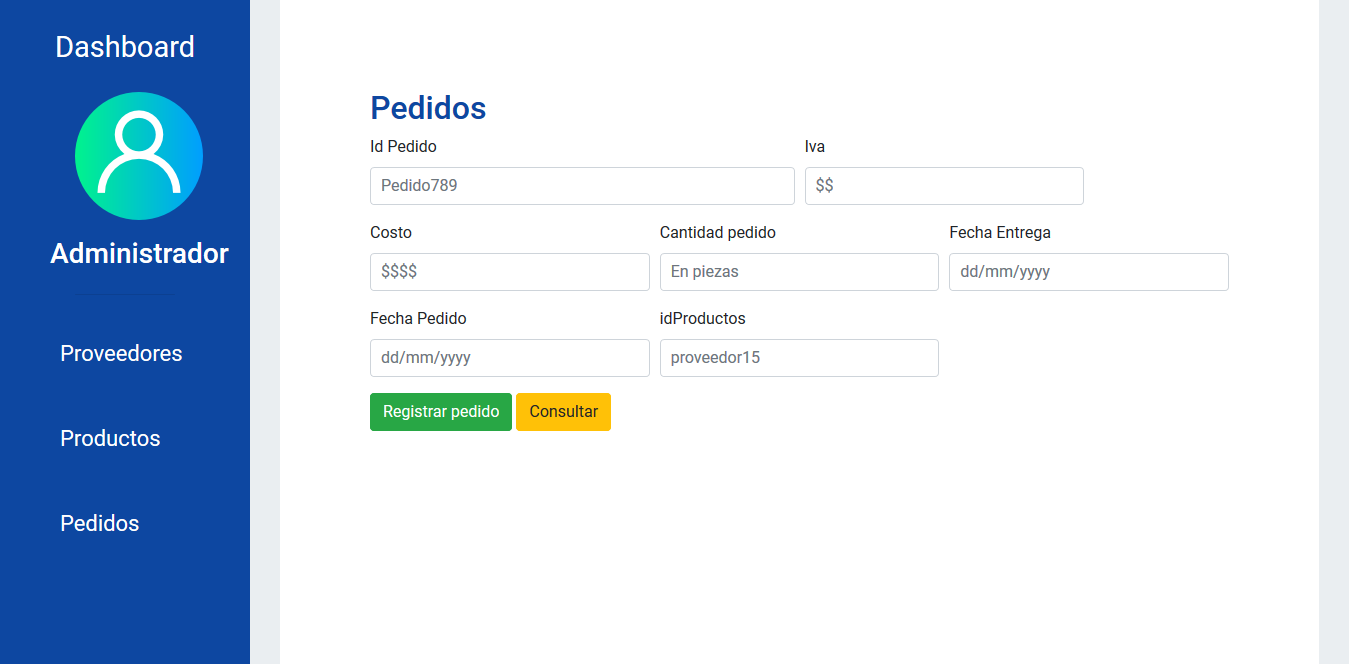 Dashboard
Administrador
Proveedores
Productos
Pedidos
Pedidos
Id Pedido Iva
Pedido789 $$
Costo Cantidad pedido Fecha Entrega
$$$$ En piezas dd/mm/yyyy
Fecha Pedido idProductos
dd/mm/yyyy proveedor15
Registrar pedido Consultar